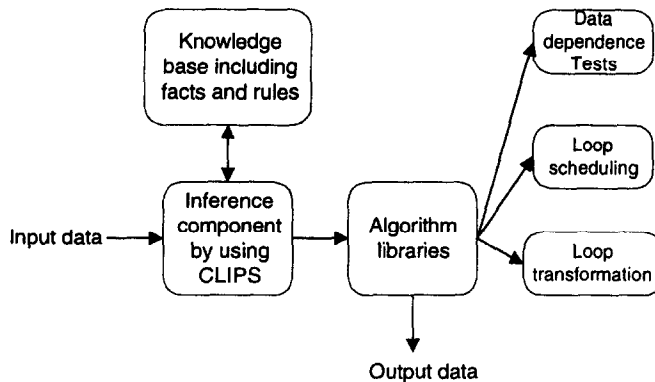 Knowledge
base including
facts and rules
Data
dependence
Tests
Loop
scheduling
Input data
Inference
component
by using
CLIPS
Algorithm
libraries
Loop
transformation
Output data